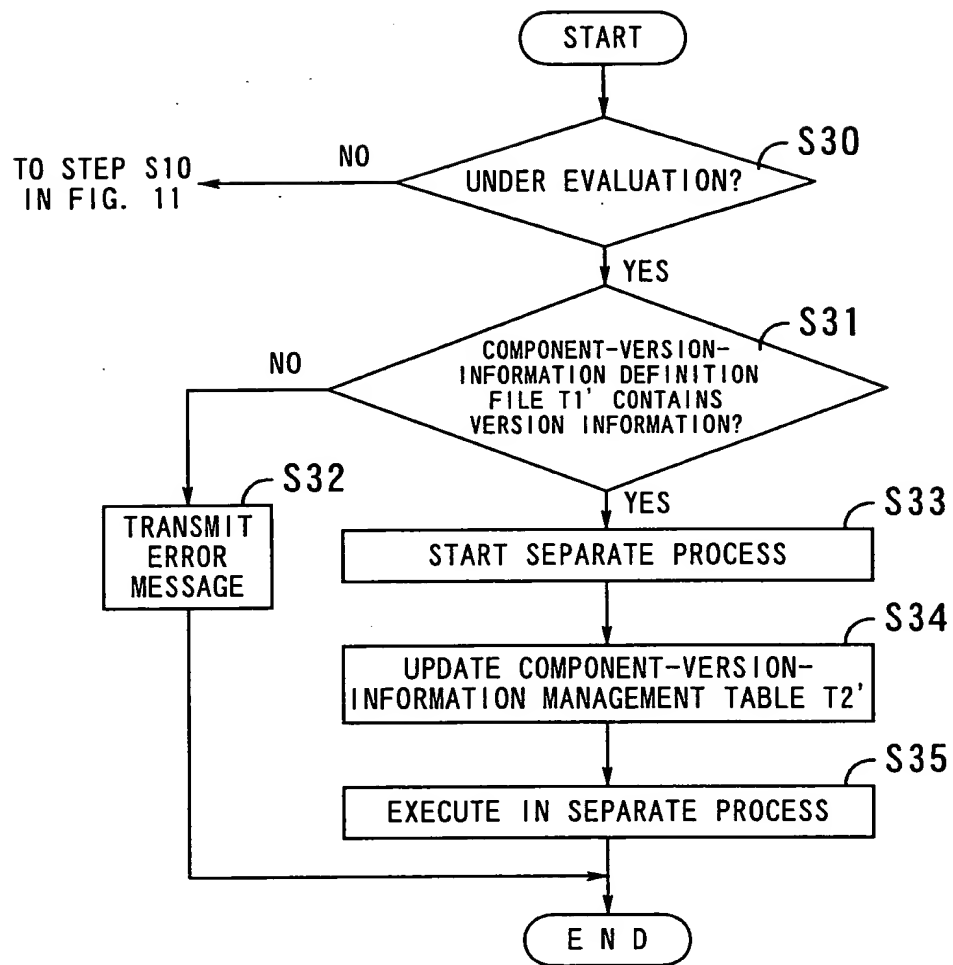 START
S30
NO
TO STEP S10
IN FIG. 11
UNDER EVALUATION?
YES
S31
NO
COMPONENT-VERSION-
INFORMATION DEFINITION
FILE T1' CONTAINS
VERSION INFORMATION?
S32
YES
S33
TRANSMIT
ERROR
MESSAGE
START SEPARATE PROCESS
S34
UPDATE COMPONENT-VERSION-
INFORMATION MANAGEMENT TABLE T2'
S35
EXECUTE IN SEPARATE PROCESS
END